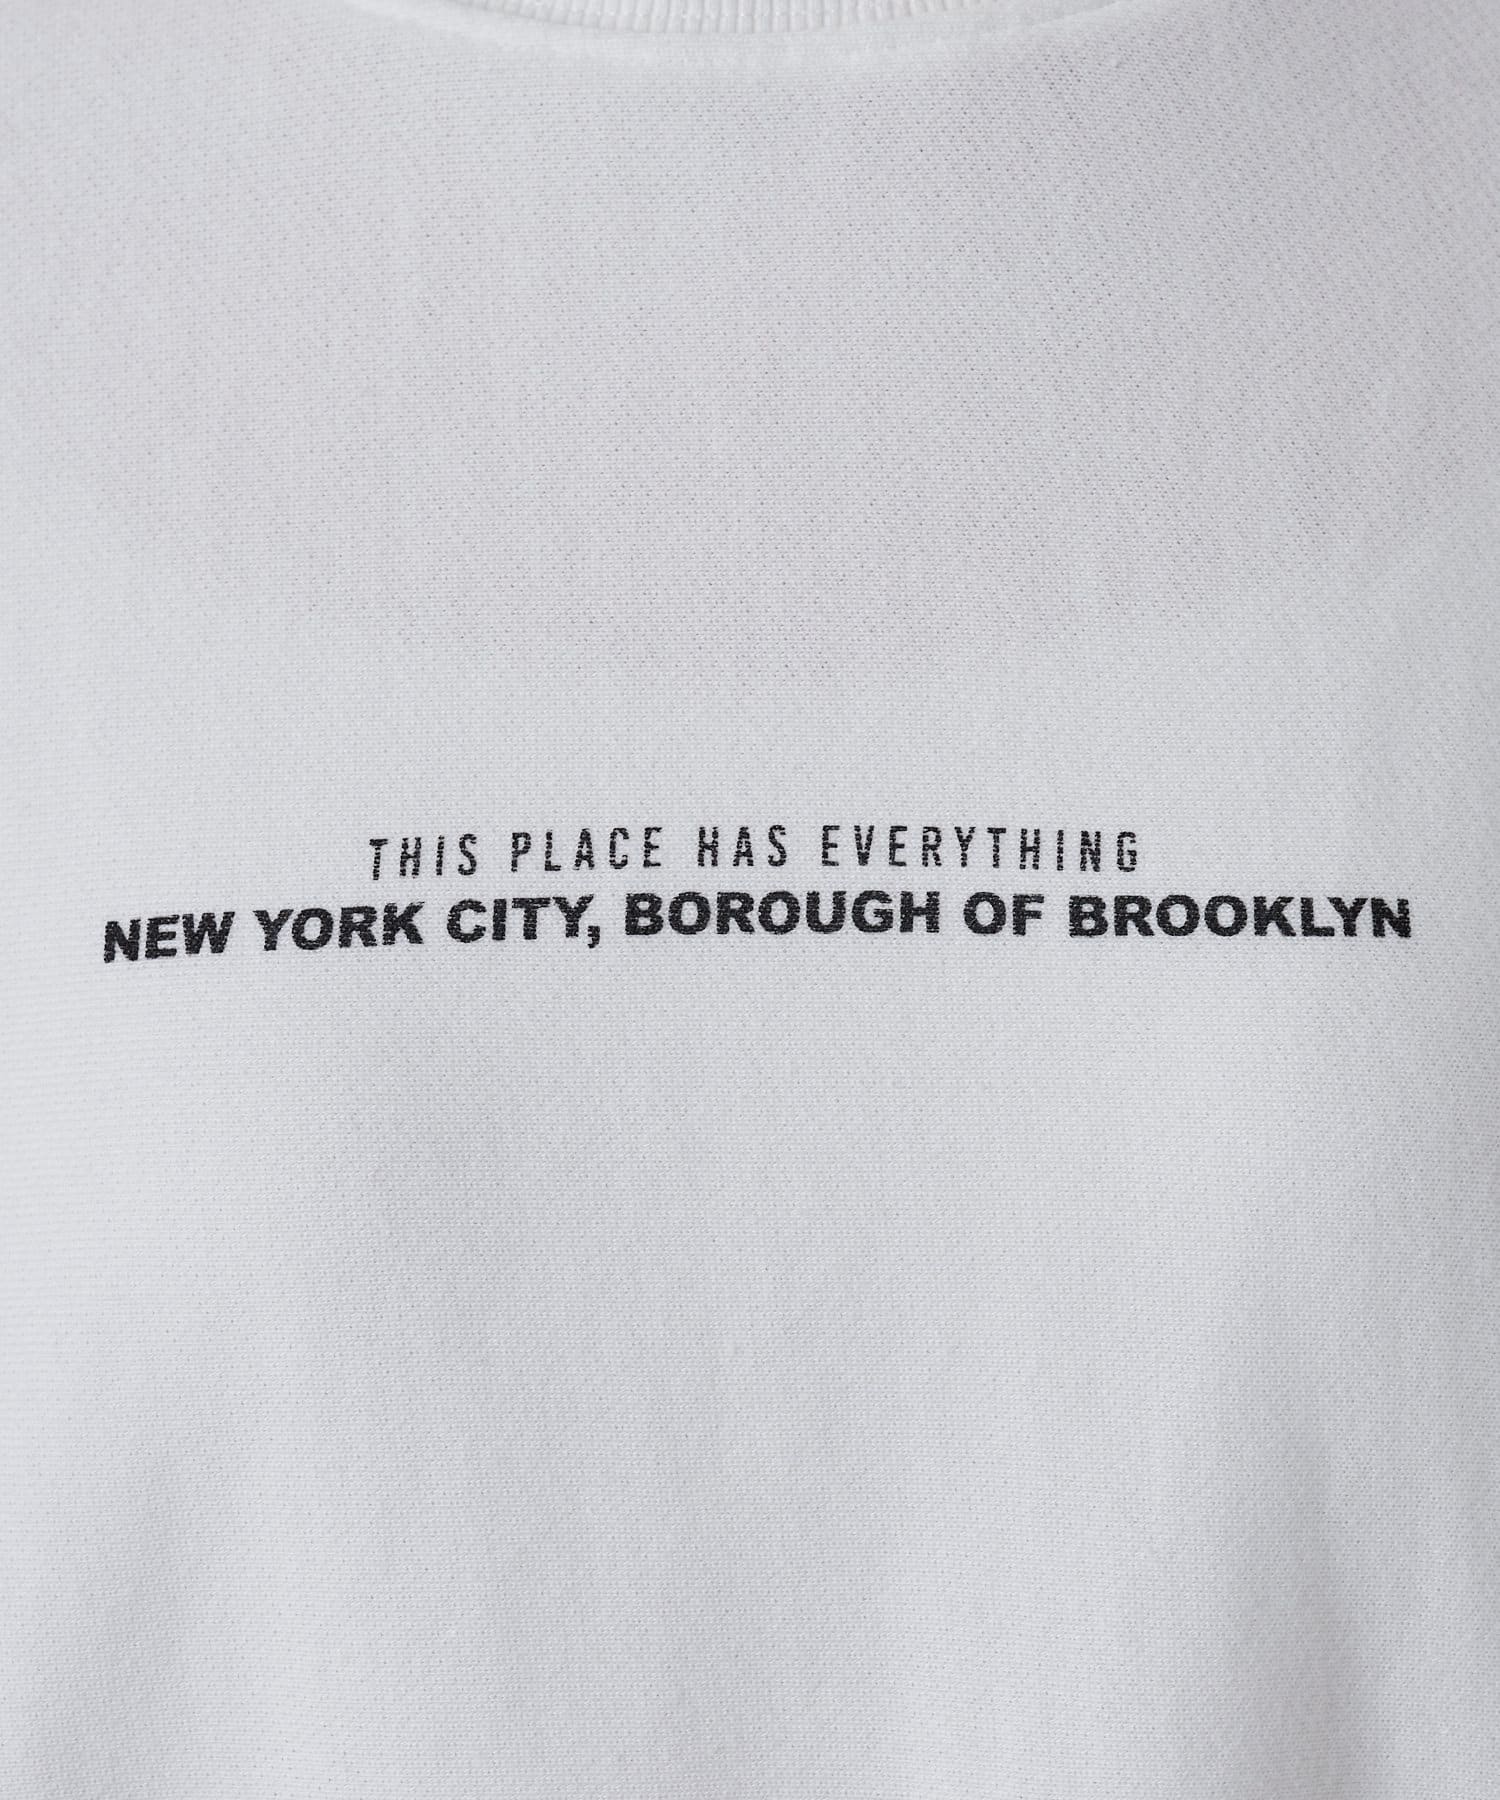 THIS PLACE HAS EVERYTHING
NEW YORK CITY, BOROUGH OF BROOKLYN